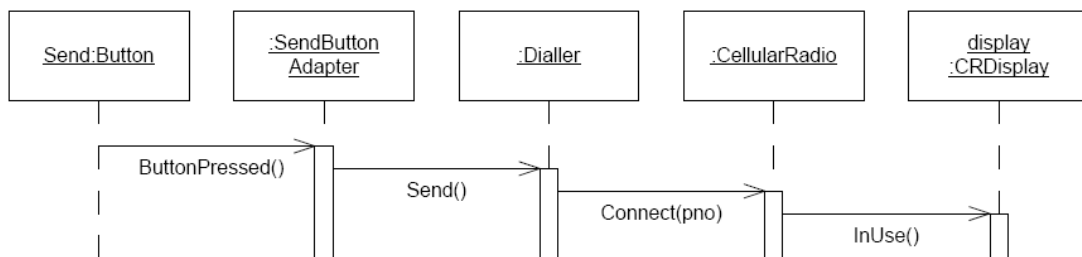 Send:Button
:SendButton
Adapter
:Dialler
:CellularRadio
display
:CRDisplay
ButtonPressed()
Send()
Connect(pno)
InUse()